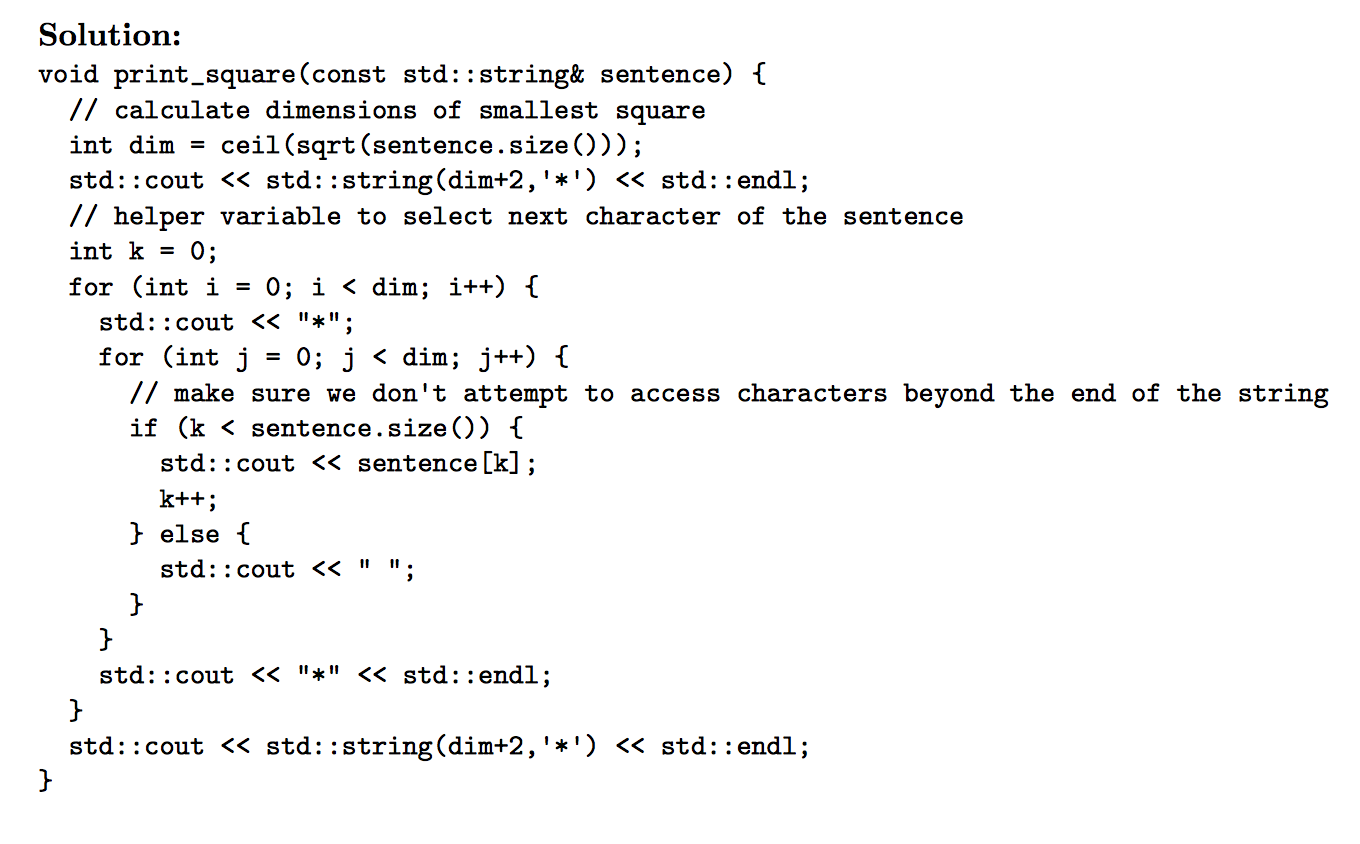 Solution:
void print_square(const std::string& sentence) {
  // calculate dimensions of smallest square
  int dim = ceil(sqrt(sentence.size()));
  std::cout << std::string(dim+2,'*') << std::endl;
  // helper variable to select next character of the sentence
  int k = 0;
  for (int i = 0; i < dim; i++) {
    std::cout << "*";
    for (int j = 0; j < dim; j++) {
      // make sure we don't attempt to access characters beyond the end of the string
      if (k < sentence.size()) {
        std::cout << sentence[k];
        k++;
      } else {
        std::cout << " ";
      }
    }
    std::cout << "*" << std::endl;
  }
  std::cout << std::string(dim+2,'*') << std::endl;
}